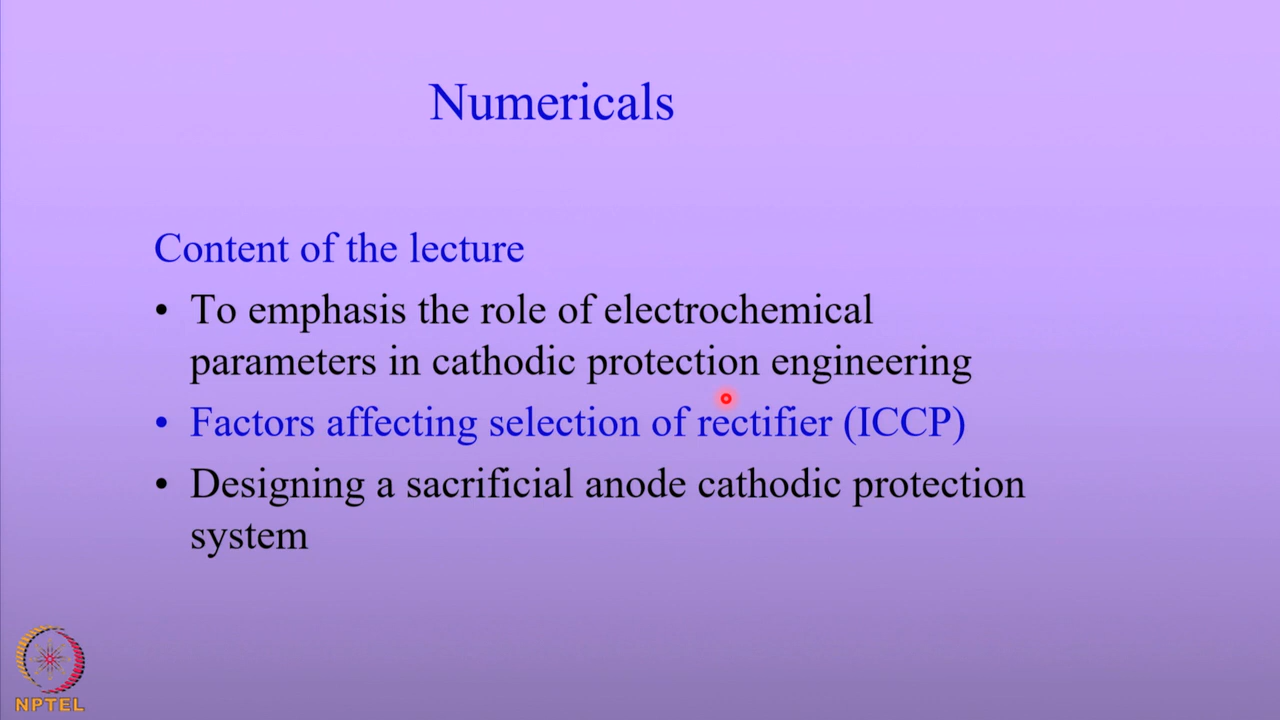 Numericals
Content of the lecture
• To emphasis the role of electrochemical
parameters in cathodic protection engineering
• Factors affecting selection of rectifier (ICCP)
• Designing a sacrificial anode cathodic protection
system
NPTEL